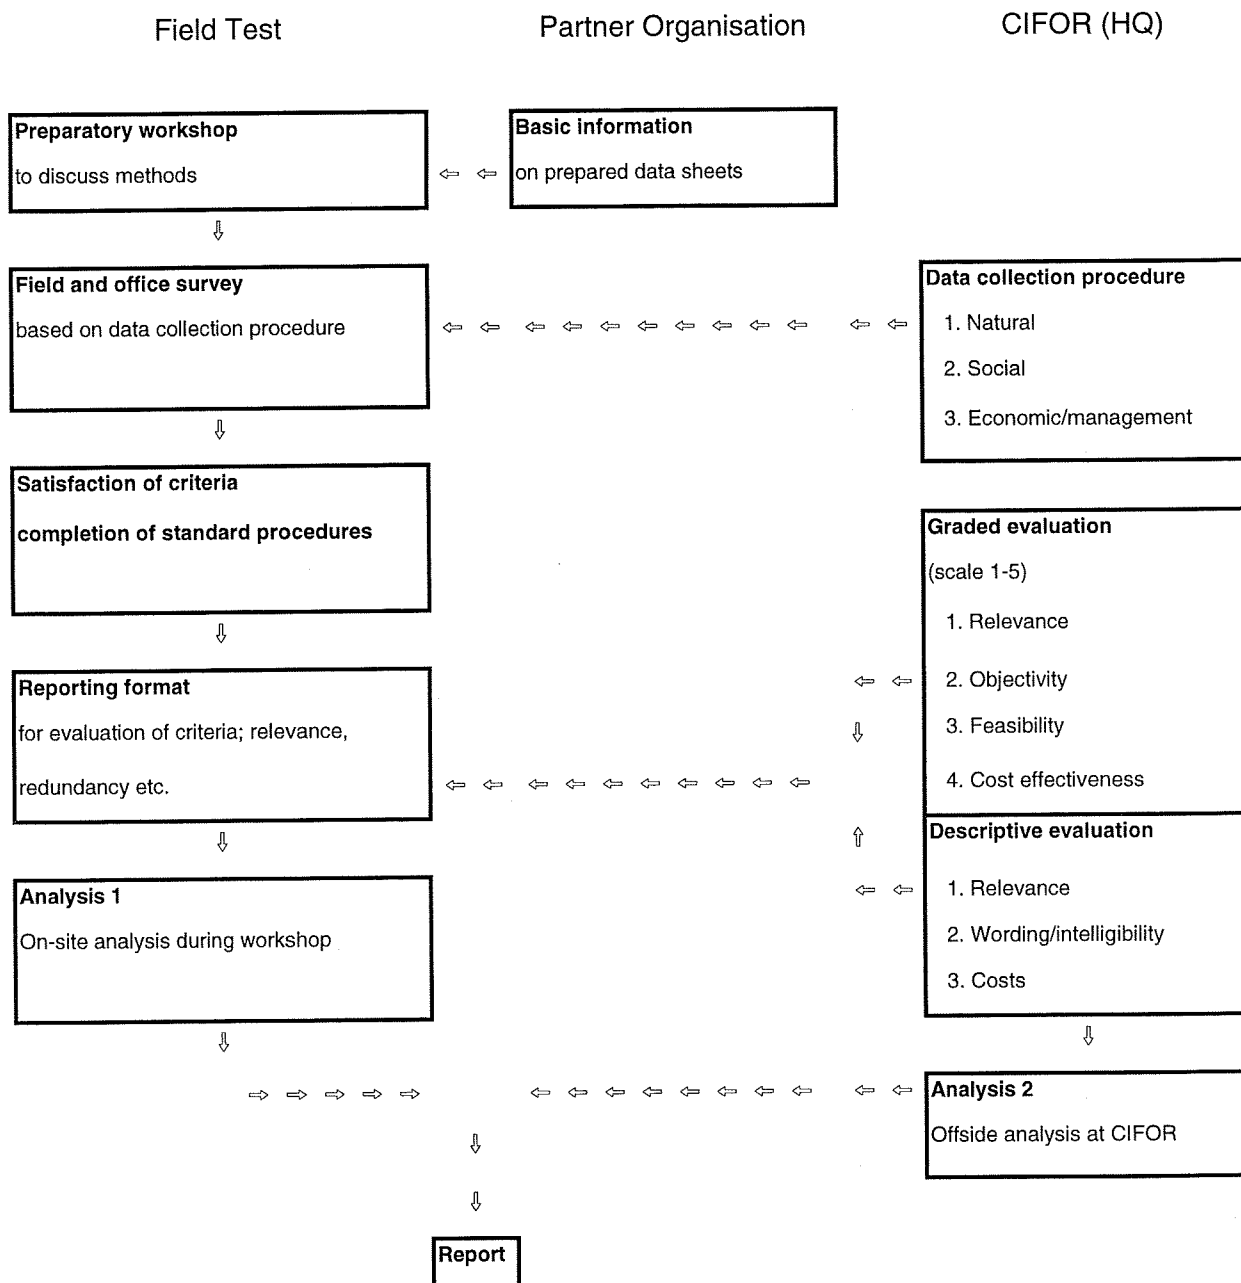 Field Test
Partner Organisation
CIFOR (HQ)
Preparatory workshop
to discuss methods
Basic information
on prepared data sheets
Field and office survey
based on data collection procedure
Data collection procedure
1. Natural
2. Social
3. Economic/management
Satisfaction of criteria
completion of standard procedures
Graded evaluation
(scale 1-5)
1. Relevance
2. Objectivity
3. Feasibility
4. Cost effectiveness
Reporting format
for evaluation of criteria; relevance,
redundancy etc.
Descriptive evaluation
1. Relevance
2. Wording/intelligibility
3. Costs
Analysis 1
On-site analysis during workshop
Analysis 2
Offside analysis at CIFOR
Report